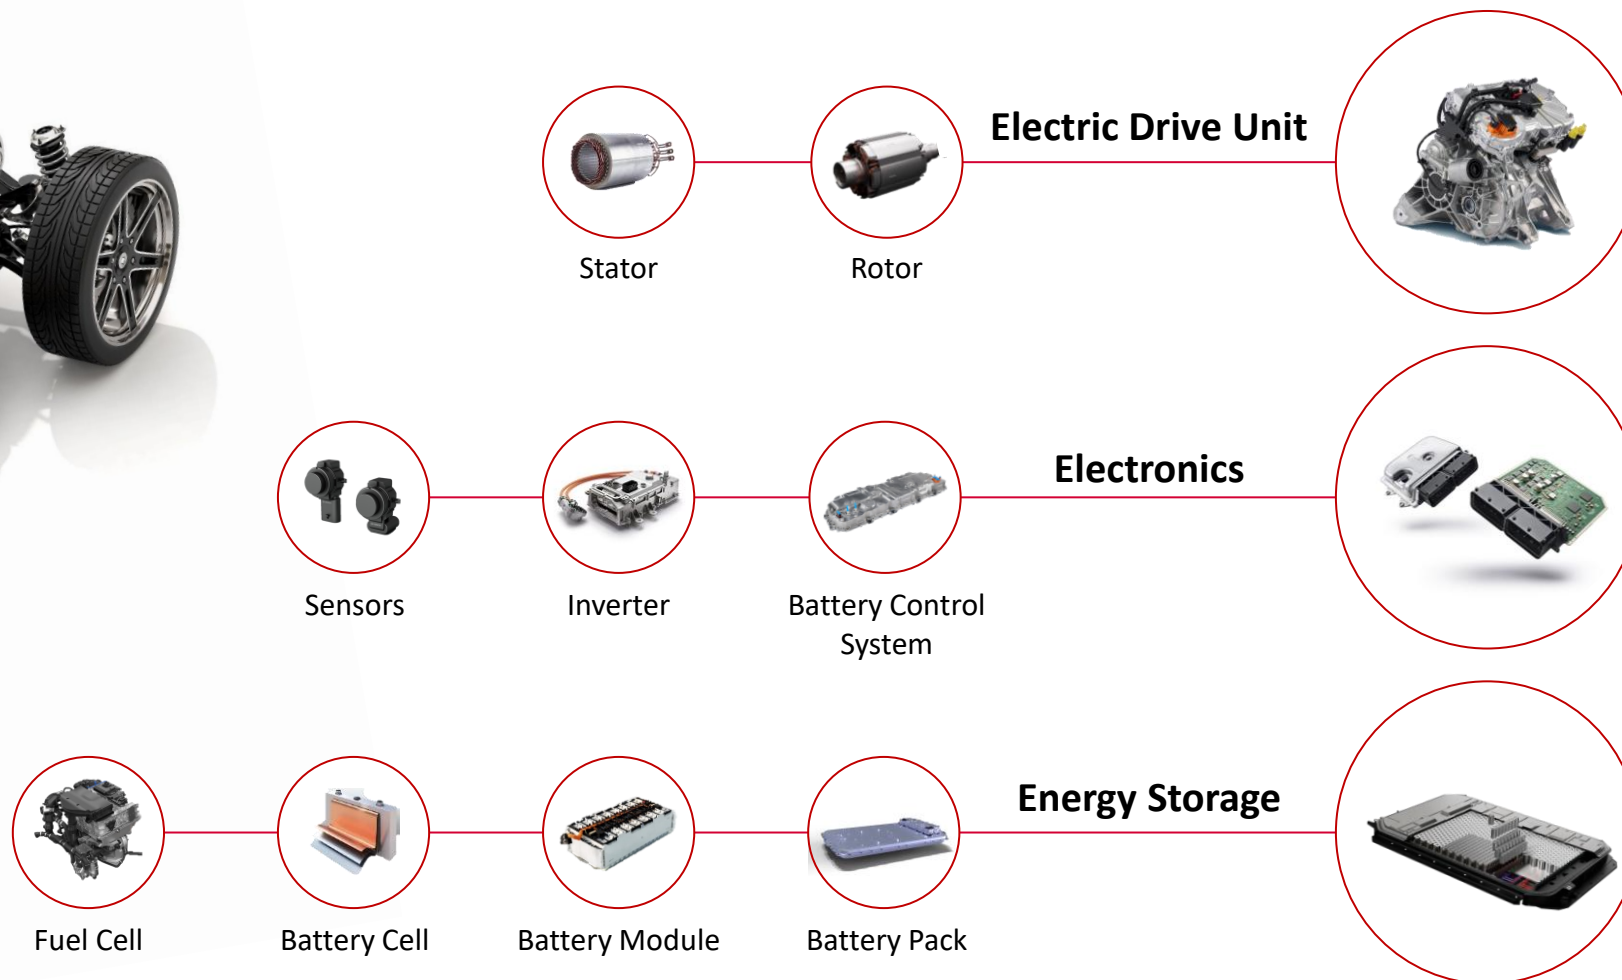 Electric Drive Unit
Stator
Rotor
Electronics
Sensors
Inverter
Battery Control
System
Energy Storage
Fuel Cell
Battery Cell
Battery Module
Battery Pack